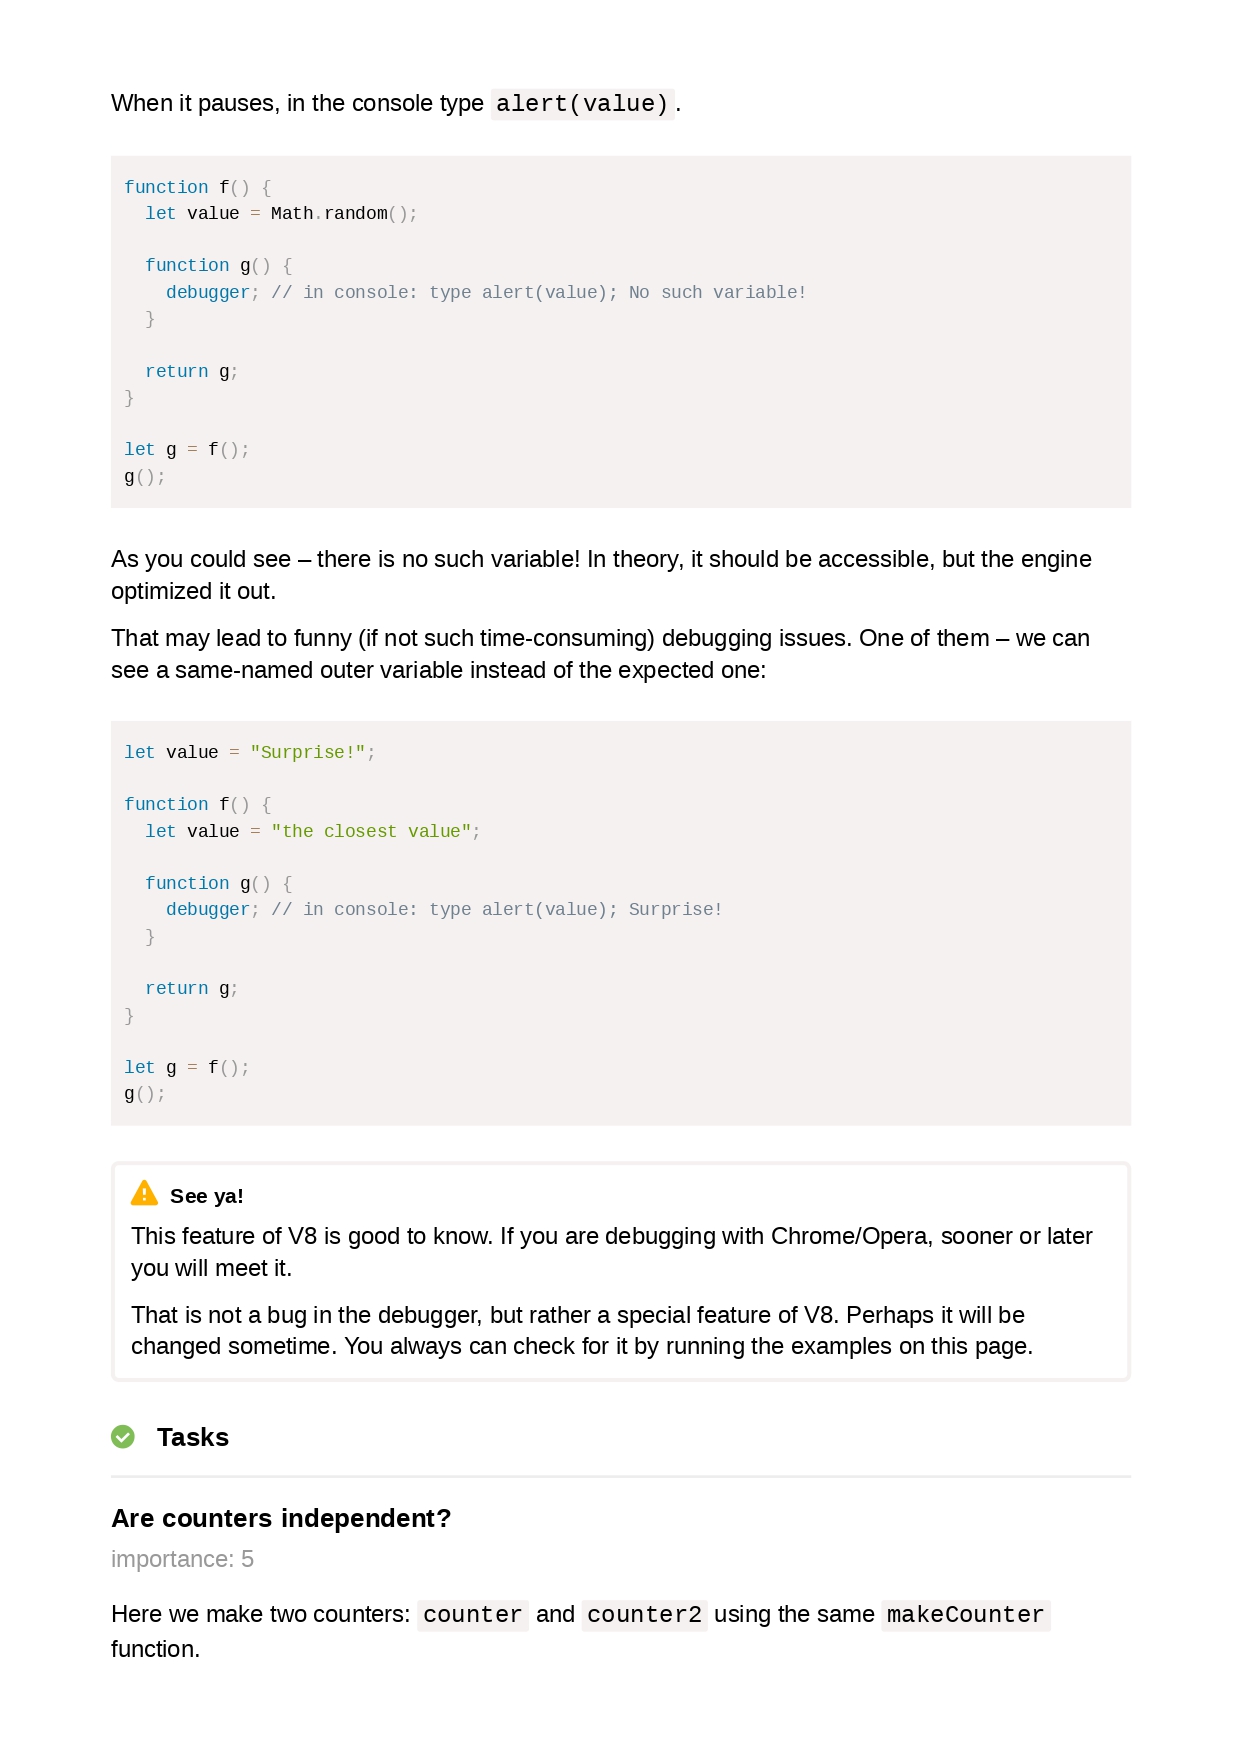 When it pauses, in the console type alert(value).
function f() {
  let value = Math.random();
  function g() {
    debugger; // in console: type alert(value); No such variable!
  }
  return g;
}
let g = f();
g();
As you could see – there is no such variable! In theory, it should be accessible, but the engine
optimized it out.
That may lead to funny (if not such time-consuming) debugging issues. One of them – we can
see a same-named outer variable instead of the expected one:
let value = "Surprise!";
function f() {
  let value = "the closest value";
  function g() {
    debugger; // in console: type alert(value); Surprise!
  }
  return g;
}
let g = f();
g();
See ya!
This feature of V8 is good to know. If you are debugging with Chrome/Opera, sooner or later
you will meet it.
That is not a bug in the debugger, but rather a special feature of V8. Perhaps it will be
changed sometime. You always can check for it by running the examples on this page.
Tasks
Are counters independent?
importance: 5
Here we make two counters: counter and counter2 using the same makeCounter
function.